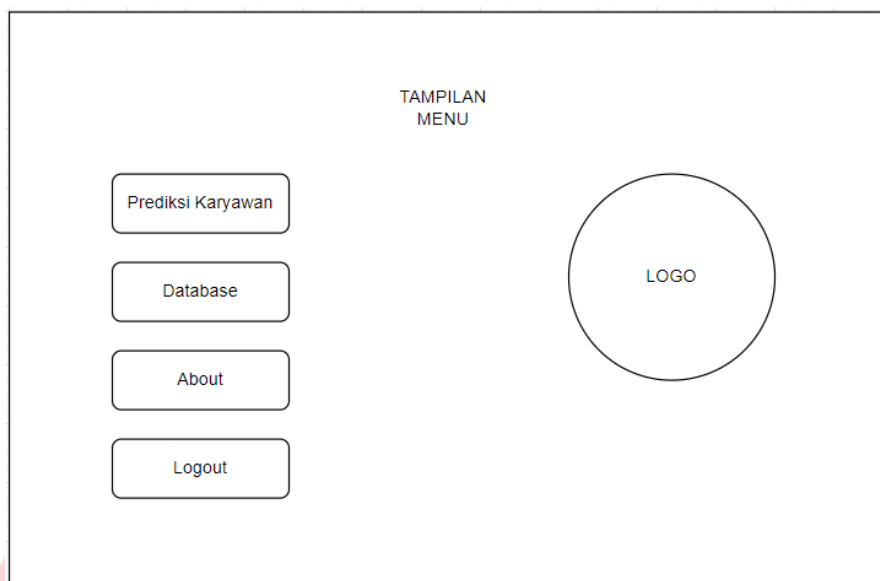 TAMPILAN
MENU
Prediksi Karyawan
Database
About
Logout
LOGO